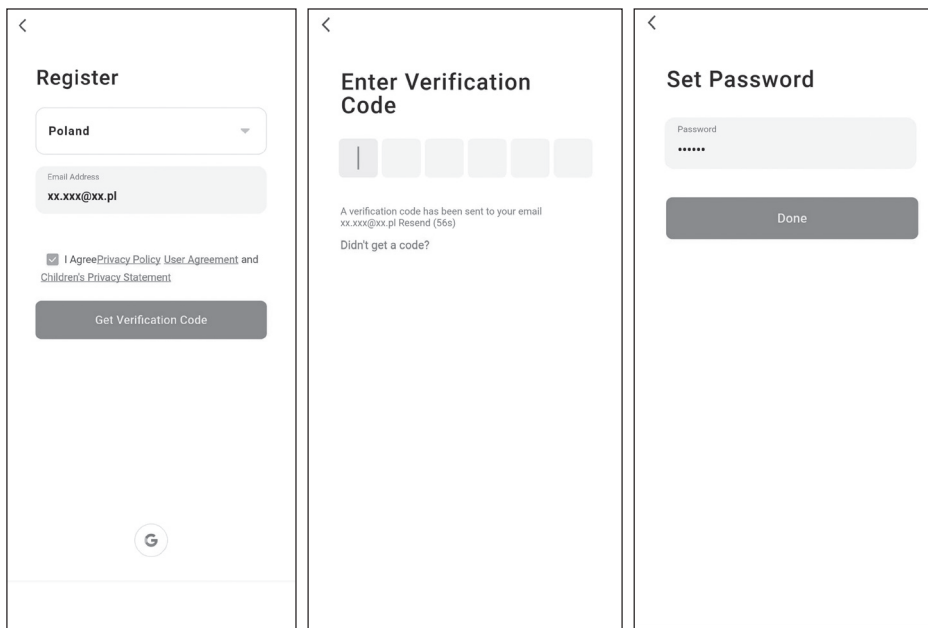 Register
Poland
Email Address
xx.xxx@xx.pl
I AgreePrivacy Policy User Agreement and
Children's Privacy Statement
Get Verification Code
G
Enter Verification
Code
A verification code has been sent to your email
xx.xxx@xx.pl Resend (56s)
Didn't get a code?
Set Password
Password
••••••
Done